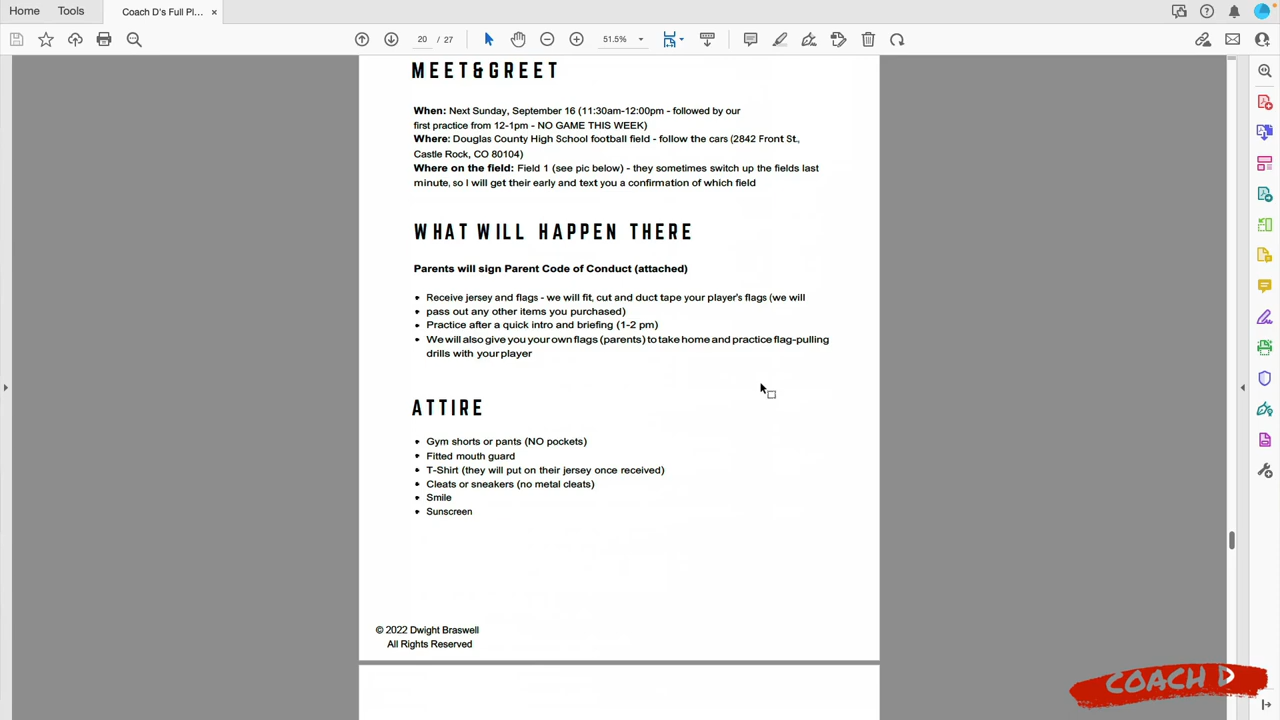 Home
Tools
Coach D's Full Pl... ×
20 / 27
51.5%
MEET&GREET
When: Next Sunday, September 16 (11:30am-12:00pm - followed by our
first practice from 12-1pm - NO GAME THIS WEEK)
Where: Douglas County High School football field - follow the cars (2842 Front St.,
Castle Rock, CO 80104)
Where on the field: Field 1 (see pic below) - they sometimes switch up the fields last
minute, so I will get their early and text you a confirmation of which field
WHAT WILL HAPPEN THERE
Parents will sign Parent Code of Conduct (attached)
• Receive jersey and flags - we will fit, cut and duct tape your player's flags (we will
• pass out any other items you purchased)
• Practice after a quick intro and briefing (1-2 pm)
• We will also give you your own flags (parents) to take home and practice flag-pulling
drills with your player
ATTIRE
• Gym shorts or pants (NO pockets)
• Fitted mouth guard
• T-Shirt (they will put on their jersey once received)
• Cleats or sneakers (no metal cleats)
• Smile
• Sunscreen
© 2022 Dwight Braswell
All Rights Reserved
COACH D